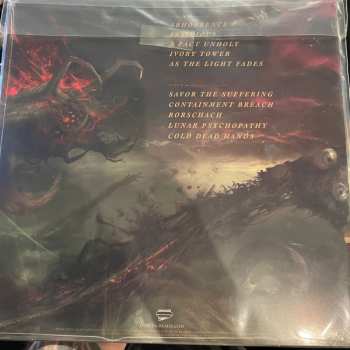 ABHORRENCE
A PACT UNHOLY
IVORY TOWER
AS THE LIGHT FADES
SAVOR THE SUFFERING
CONTAINMENT BREACH
RORSCHACH
LUNAR PSYCHOPATHY
COLD DEAD HANDS